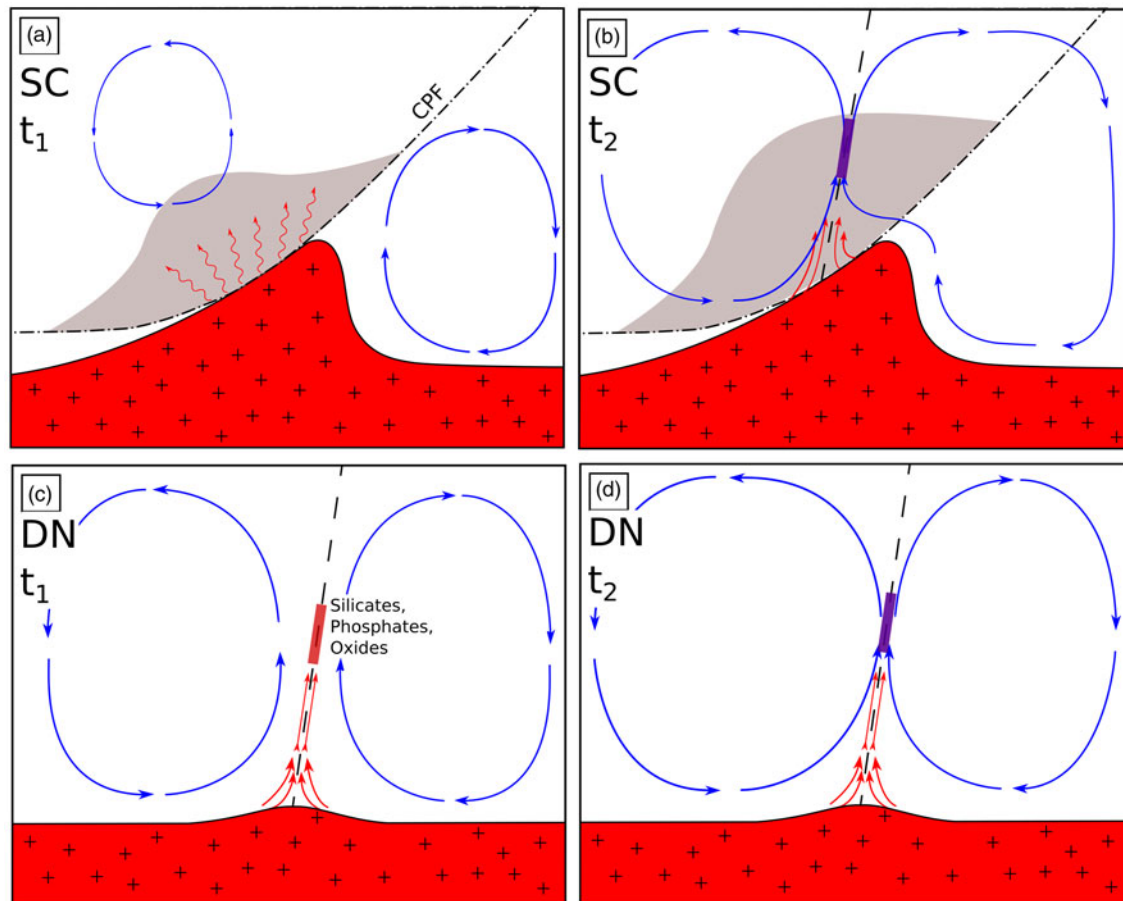 (a)
SC
t1
CPF
(b)
SC
t2
(c)
DN
t1
Silicates,
Phosphates,
Oxides
(d)
DN
t2